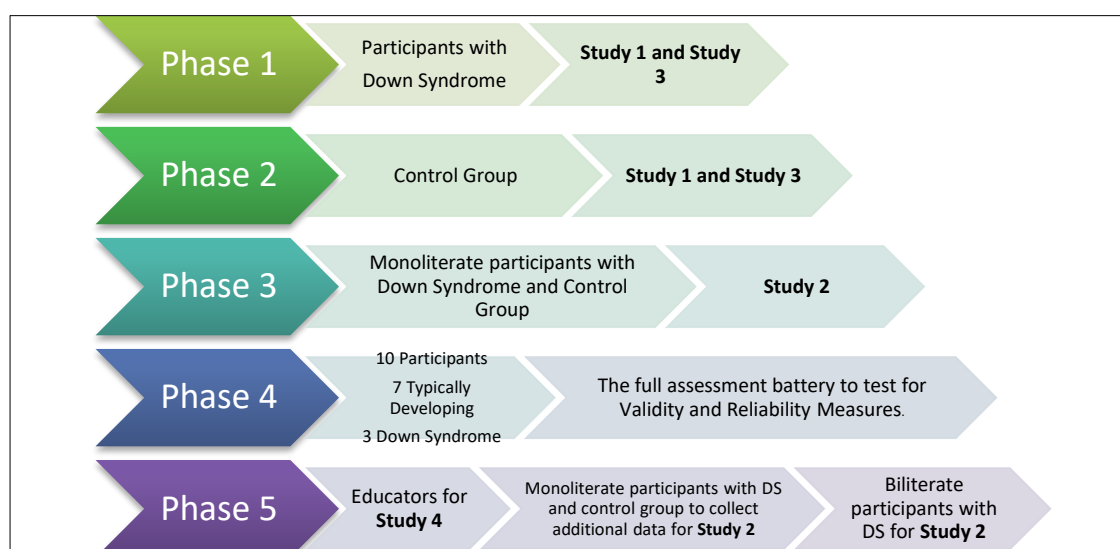 Phase 1
Participants with
Down Syndrome
Study 1 and Study
3
Phase 2
Control Group
Study 1 and Study 3
Phase 3
Monoliterate participants with
Down Syndrome and Control
Group
Study 2
Phase 4
10 Participants
7 Typically
Developing
3 Down Syndrome
The full assessment battery to test for
Validity and Reliability Measures.
Phase 5
Educators for
Study 4
Monoliterate participants with DS
and control group to collect
additional data for Study 2
Biliterate
participants with
DS for Study 2